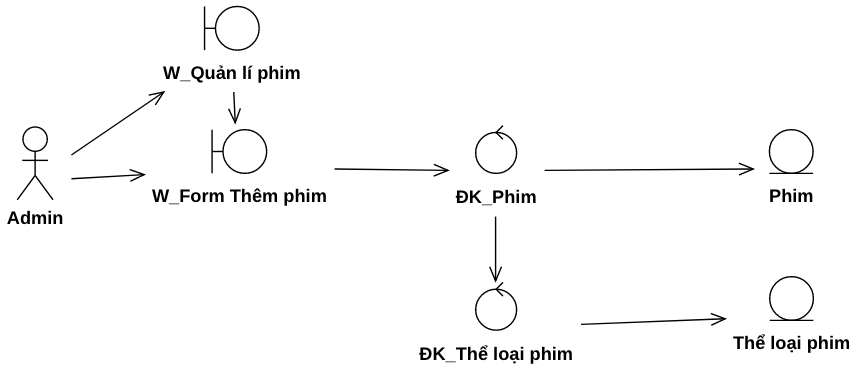 W_Quản lí phim
W_Form Thêm phim
ĐK_Phim
Phim
Admin
ĐK_Thể loại phim
Thể loại phim